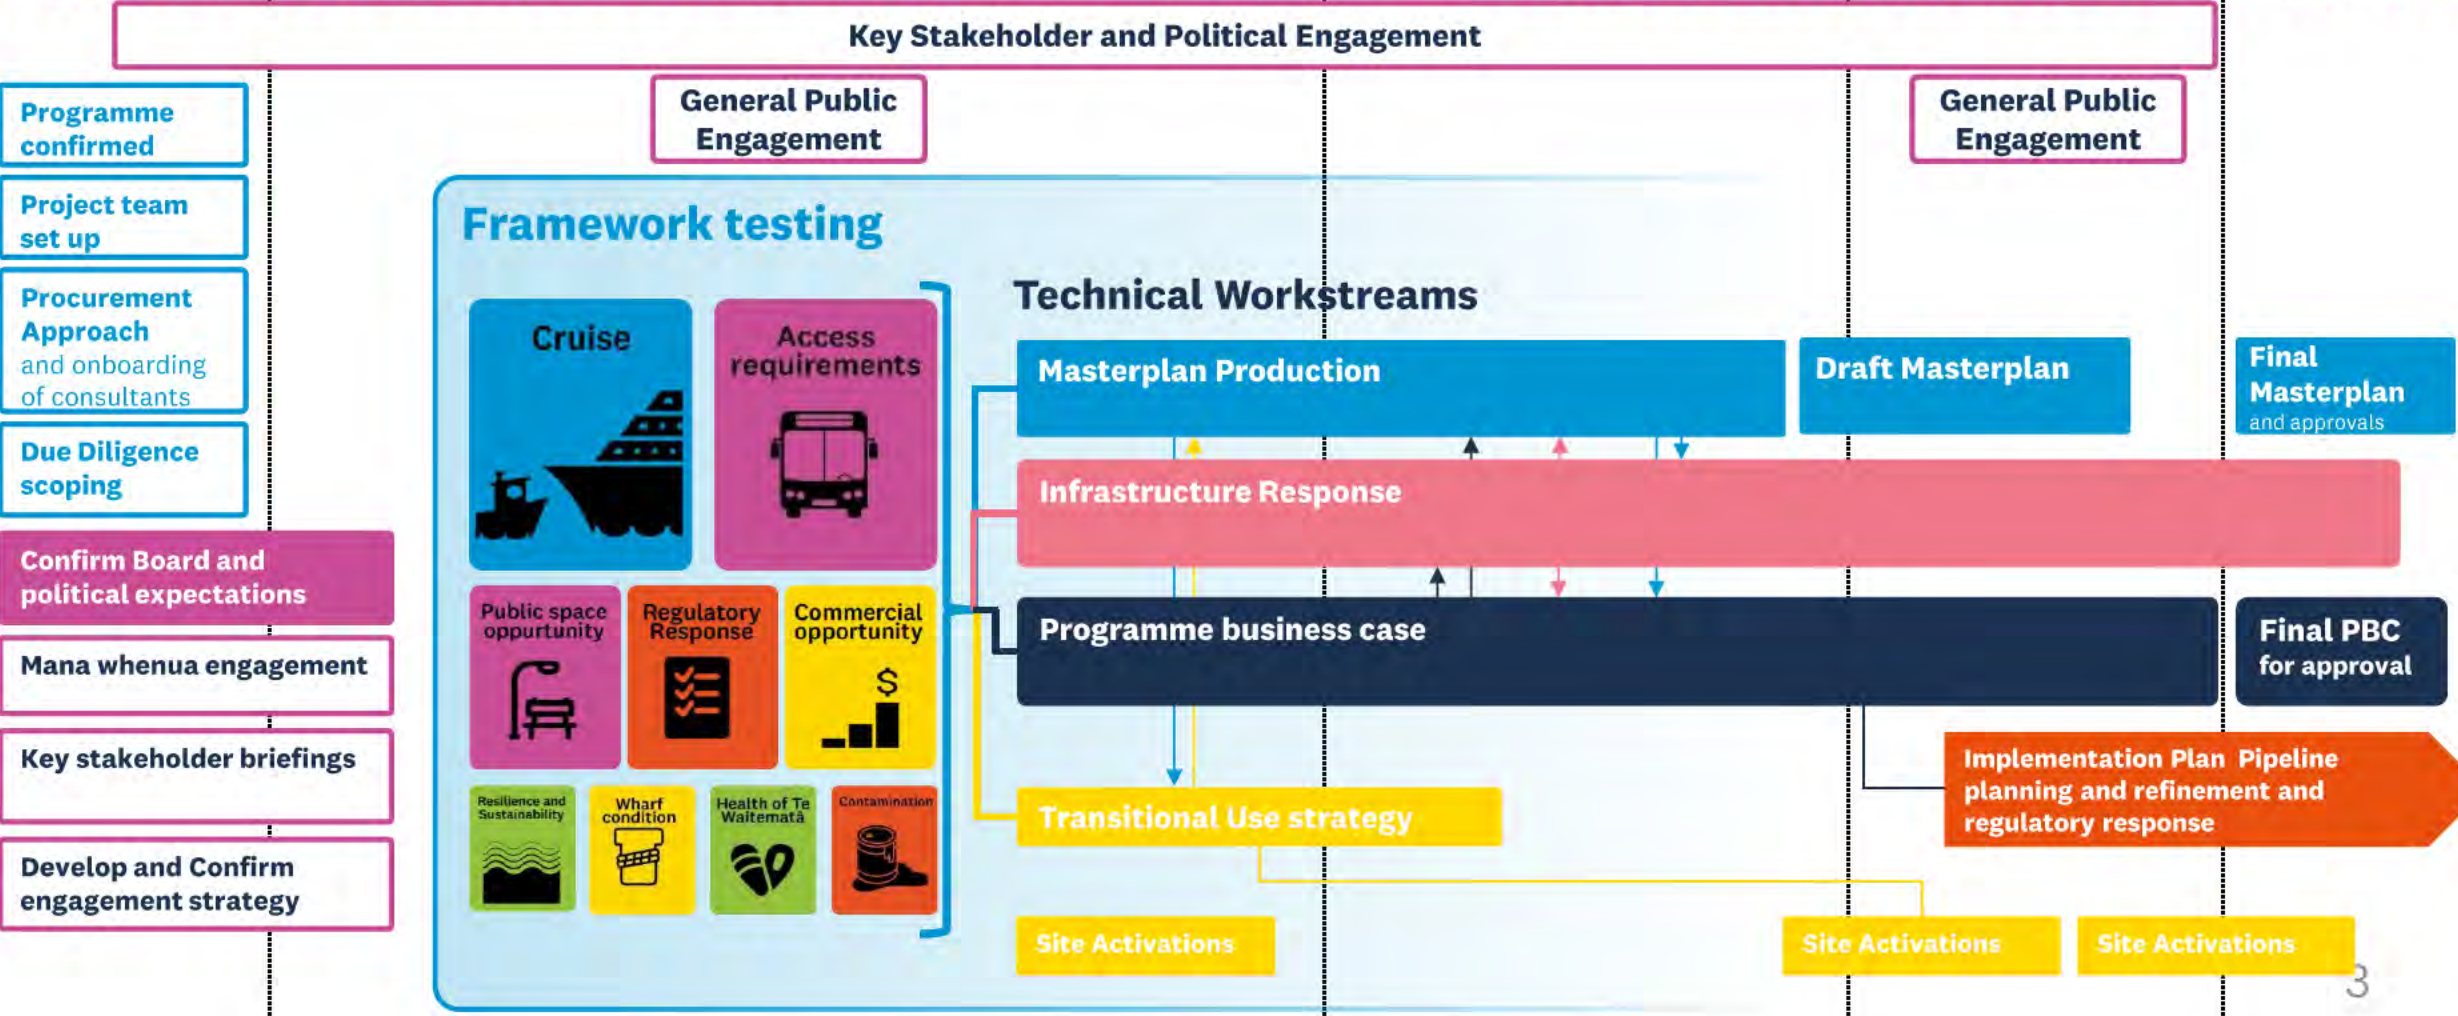 Key Stakeholder and Political Engagement
General Public
Engagement
General Public
Engagement
Programme
confirmed
Project team
set up
Procurement
Approach
and onboarding
of consultants
Due Diligence
scoping
Confirm Board and
political expectations
Mana whenua engagement
Key stakeholder briefings
Develop and Confirm
engagement strategy
Framework testing
Cruise
Access
requirements
Public space
oppurtunity
Regulatory
Response
Commercial
opportunity
$
Resilience and
Sustainability
Wharf
condition
Health of Te
Waitematā
Contamination
Technical Workstreams
Masterplan Production
Draft Masterplan
Final
Masterplan
and approvals
Infrastructure Response
Programme business case
Final PBC
for approval
Implementation Plan Pipeline
planning and refinement and
regulatory response
Transitional Use strategy
Site Activations
Site Activations
Site Activations
3